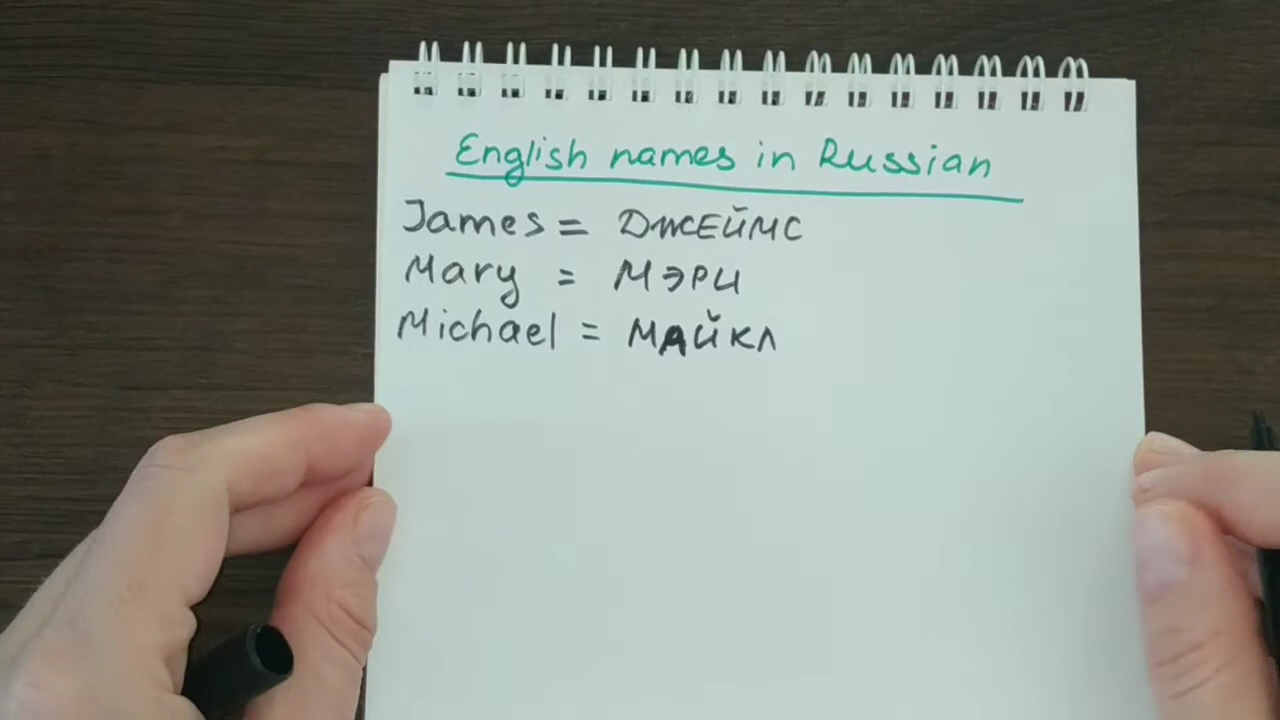 English names in Russian
James = ДЖЕЙМС
Mary = МЭРИ
Michael = МАЙКЛ